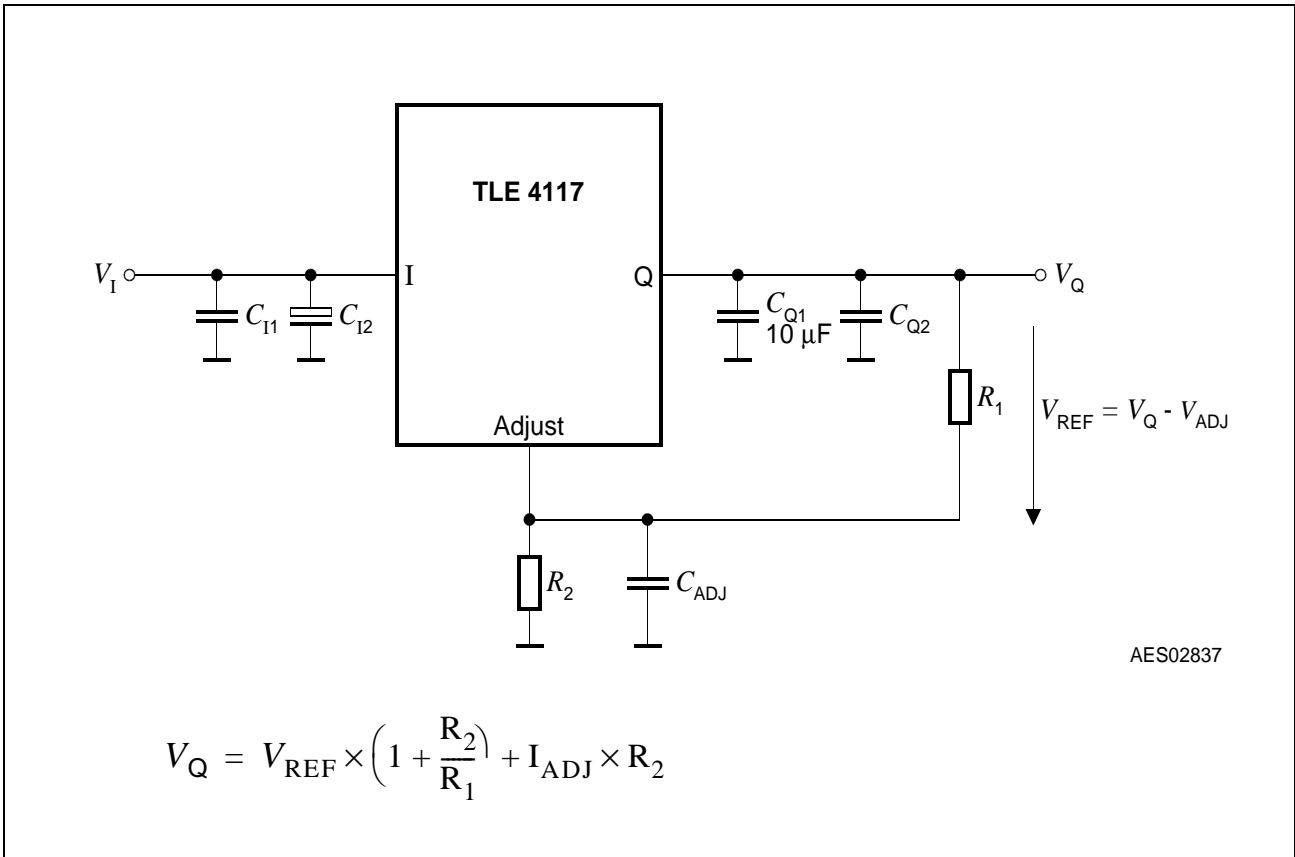 TLE 4117
V_I
I
Q
V_Q
C_I1
C_I2
C_Q1
10 μF
C_Q2
R_1
V_REF = V_Q - V_ADJ
Adjust
R_2
C_ADJ
AES02837
V_Q = V_REF × (1 + R_2/R_1) + I_ADJ × R_2